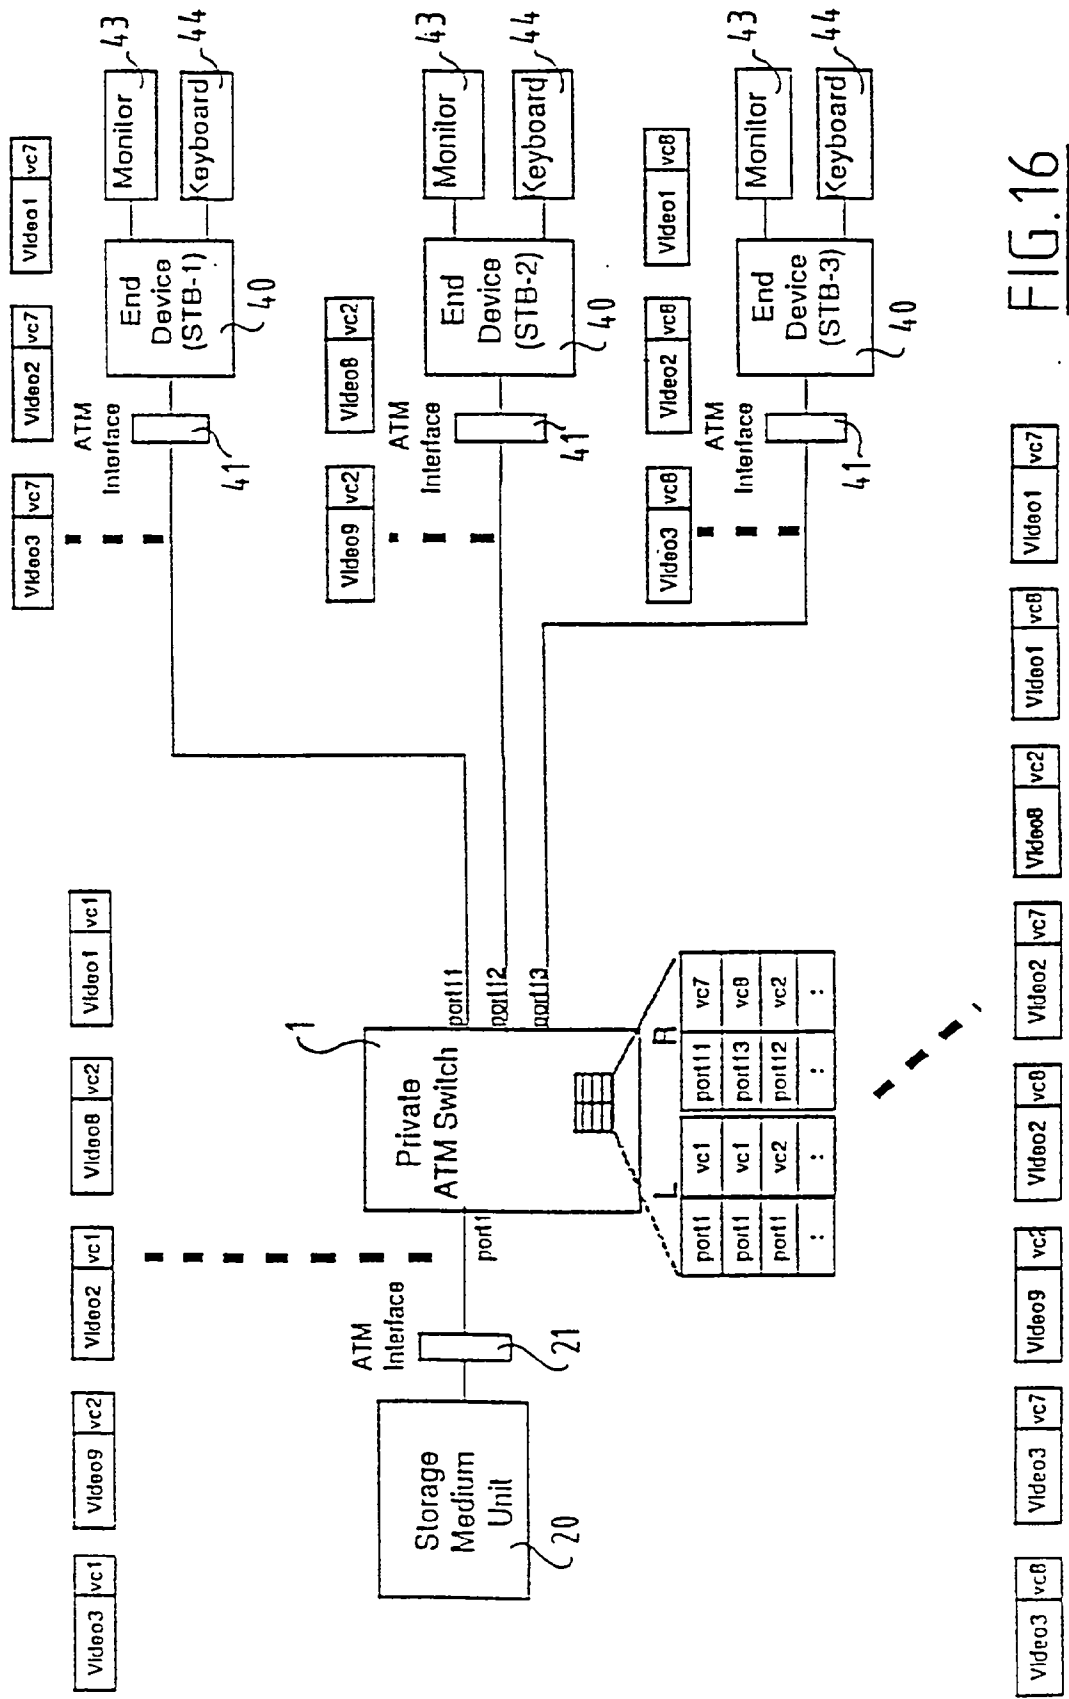 Video3 vc1
Video9 vc2
Video2 vc1
Video8 vc2
Video1 vc1
Video3 vc7
Video2 vc7
Video1 vc7
Storage
Medium
Unit
20
ATM
Interface
21
port1
Private
ATM Switch
1
port11
port12
port13
L
R
port1 vc1 port11 vc7
port1 vc1 port13 vc8
port1 vc2 port12 vc2
: : : :
ATM
Interface
41
End
Device
(STB-1)
40
Monitor
43
Keyboard
44
Video9 vc2
Video8 vc2
ATM
Interface
41
End
Device
(STB-2)
40
Monitor
43
Keyboard
44
Video3 vc8
Video2 vc8
Video1 vc8
ATM
Interface
41
End
Device
(STB-3)
40
Monitor
43
Keyboard
44
Video3 vc8
Video3 vc7
Video9 vc2
Video2 vc8
Video2 vc7
Video8 vc2
Video1 vc8
Video1 vc7
FIG.16